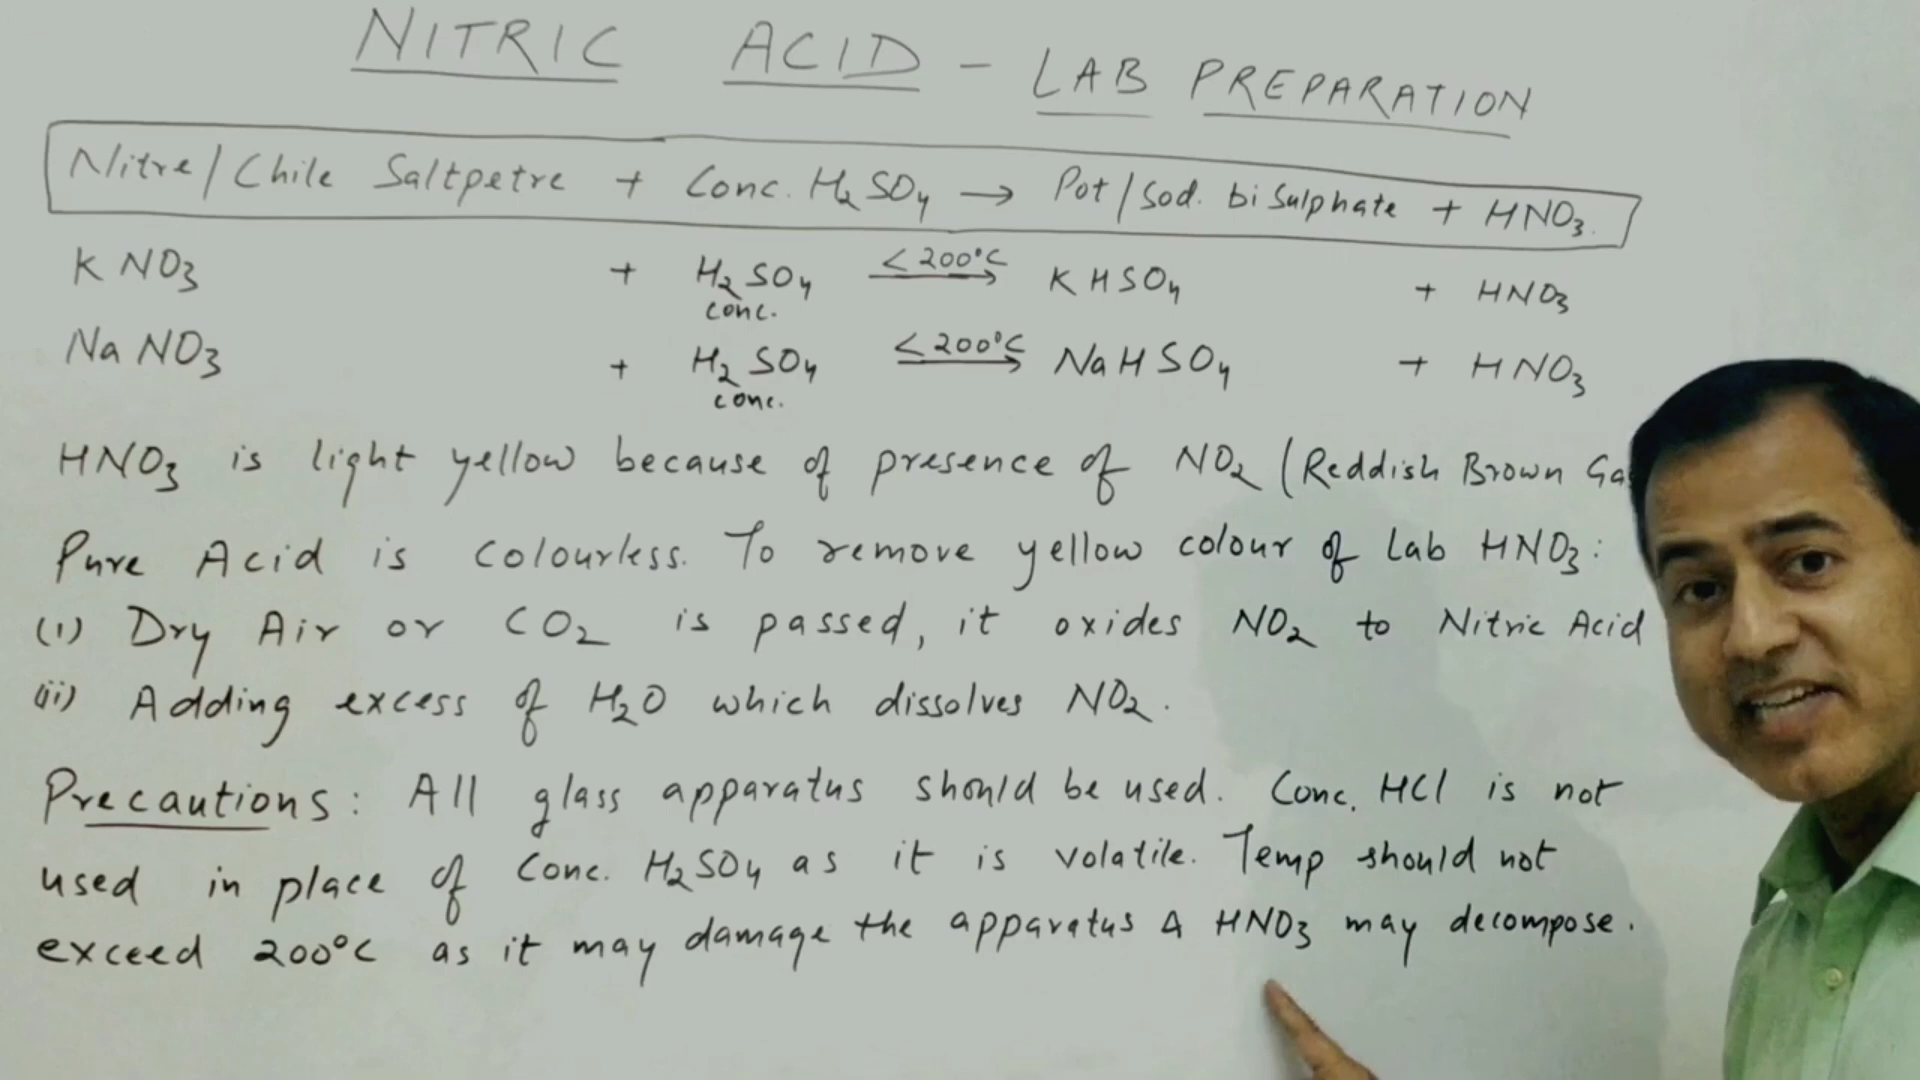 NITRIC ACID - LAB PREPARATION
Nitre/Chile Saltpetre + Conc. H₂SO₄ → Pot/Sod. bisulphate + HNO₃.
KNO₃ + H₂SO₄ <200°C KHSO₄ + HNO₃
conc.
NaNO₃ + H₂SO₄ <200°C NaHSO₄ + HNO₃
conc.
HNO₃ is light yellow because of presence of NO₂ (Reddish Brown Ga
Pure Acid is colourless. To remove yellow colour of Lab HNO₃:
(i) Dry Air or CO₂ is passed, it oxides NO₂ to Nitric Acid
(ii) Adding excess of H₂O which dissolves NO₂.
Precautions: All glass apparatus should be used. Conc. HCl is not
used in place of Conc. H₂SO₄ as it is volatile. Temp should not
exceed 200°C as it may damage the apparatus & HNO₃ may decompose.